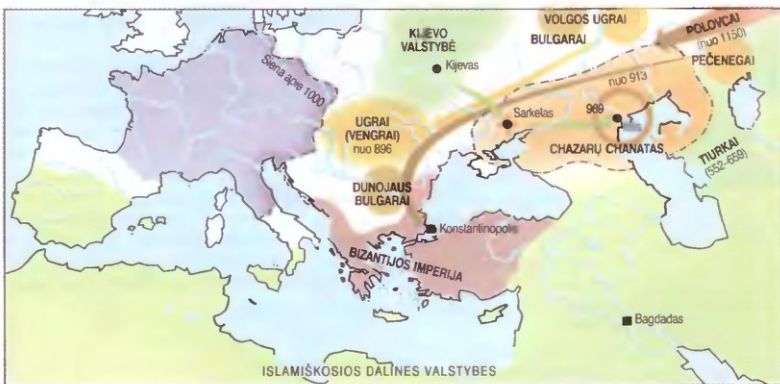 VOLGOS UGRAI
BULGARAI
POLOVCAI
(nuo 1150)
PEČENEGAI
KIJEVO
VALSTYBĖ
Kijevas
Siena apie 1000
nuo 913
UGRAI
(VENGRAI)
nuo 896
Sarkelas
969
CHAZARŲ CHANATAS
TIURKAI
(552-659)
DUNOJAUS
BULGARAI
Konstantinopolis
BIZANTIJOS IMPERIJA
Bagdadas
ISLAMIŠKOSIOS DALINĖS VALSTYBĖS